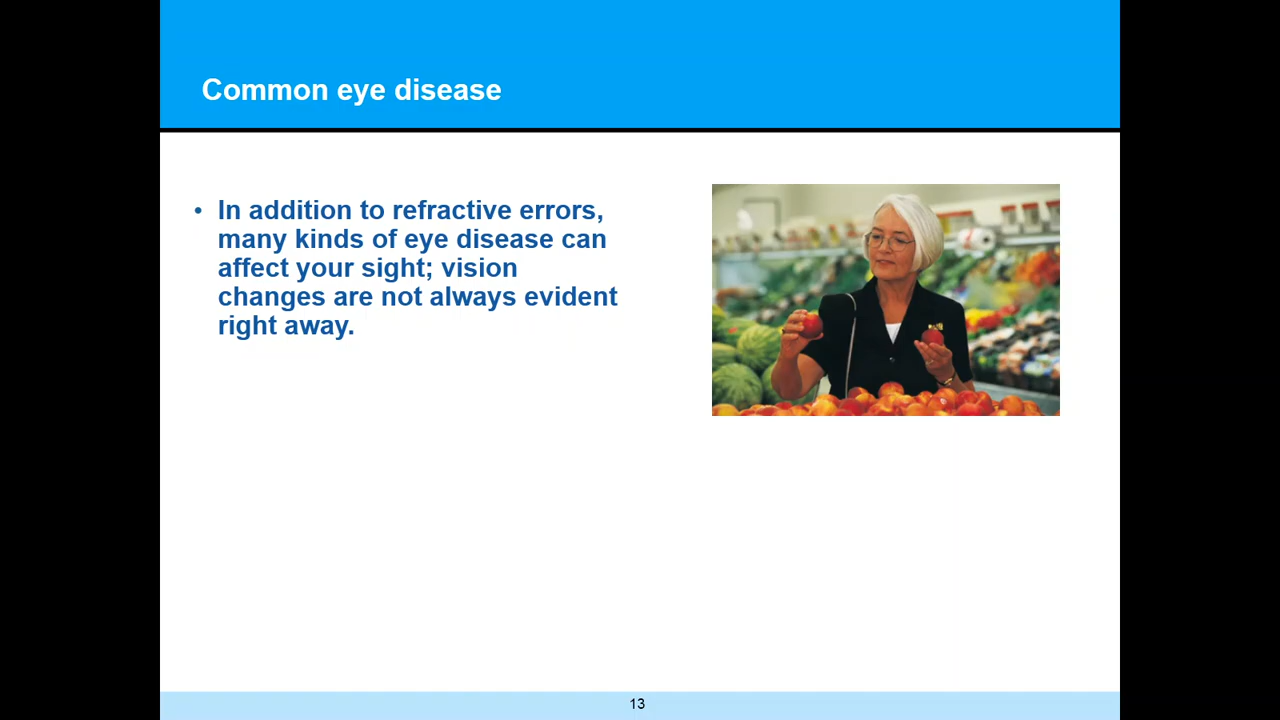 Common eye disease
• In addition to refractive errors,
many kinds of eye disease can
affect your sight; vision
changes are not always evident
right away.
13